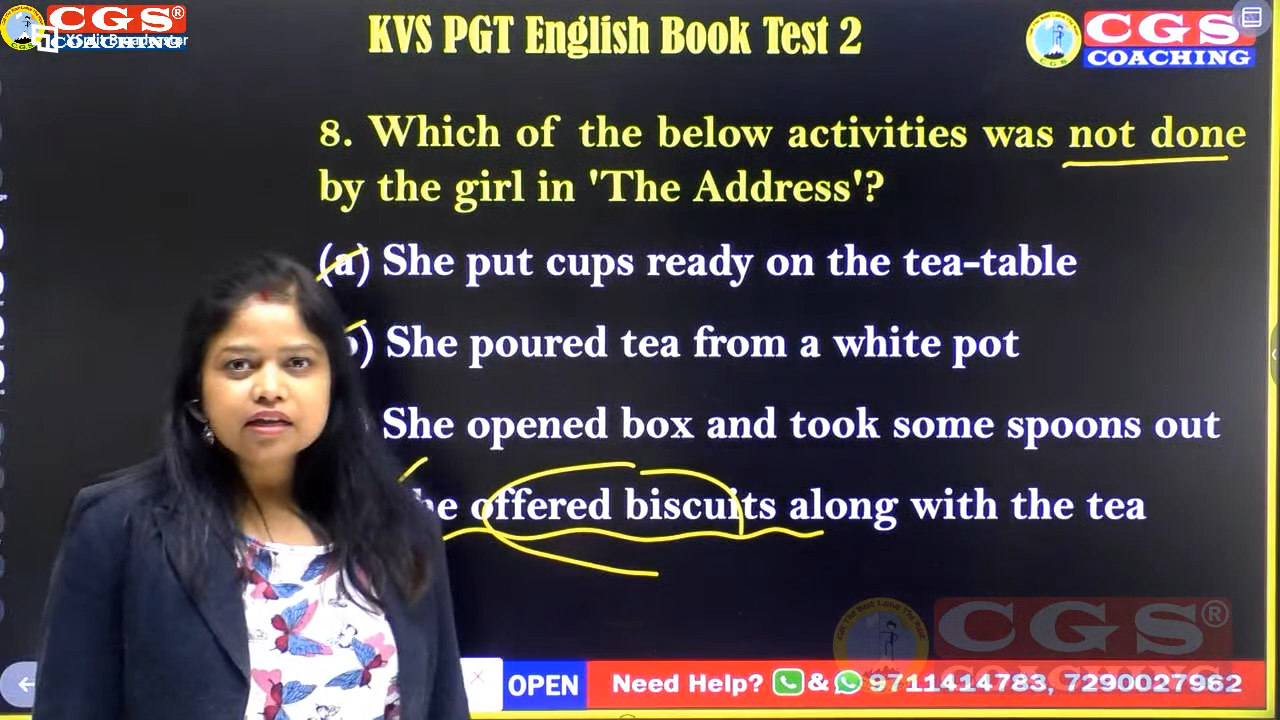 CGS
COACHING
KVS PGT English Book Test 2
CGS
COACHING
8. Which of the below activities was not done
by the girl in 'The Address'?
(a) She put cups ready on the tea-table
) She poured tea from a white pot
She opened box and took some spoons out
he offered biscuits along with the tea
CGS®
COACHING
OPEN
Need Help? & 9711414783, 7290027962